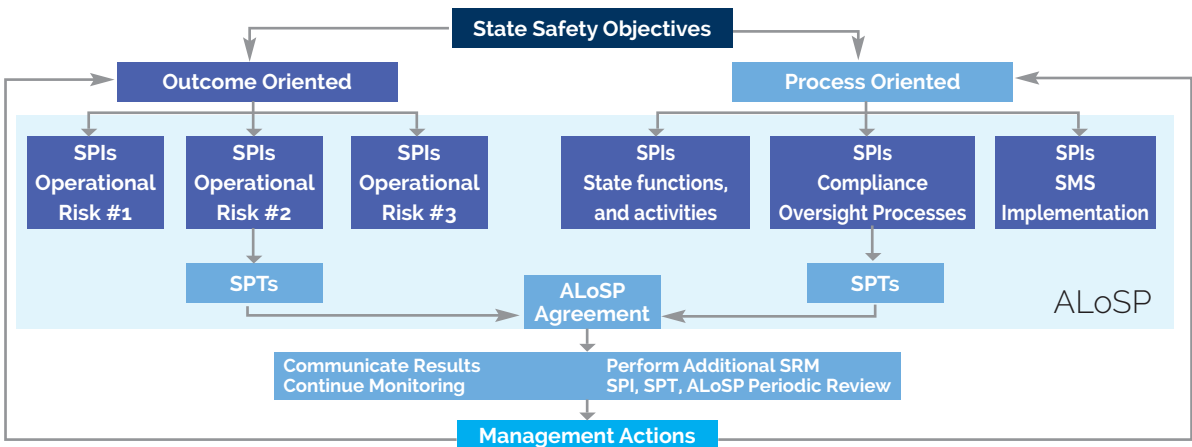 State Safety Objectives
Outcome Oriented
Process Oriented
SPIs
Operational
Risk #1
SPIs
Operational
Risk #2
SPIs
Operational
Risk #3
SPIs
State functions,
and activities
SPIs
Compliance
Oversight Processes
SPIs
SMS
Implementation
SPTs
ALoSP
Agreement
SPTs
ALoSP
Communicate Results
Continue Monitoring
Perform Additional SRM
SPI, SPT, ALoSP Periodic Review
Management Actions